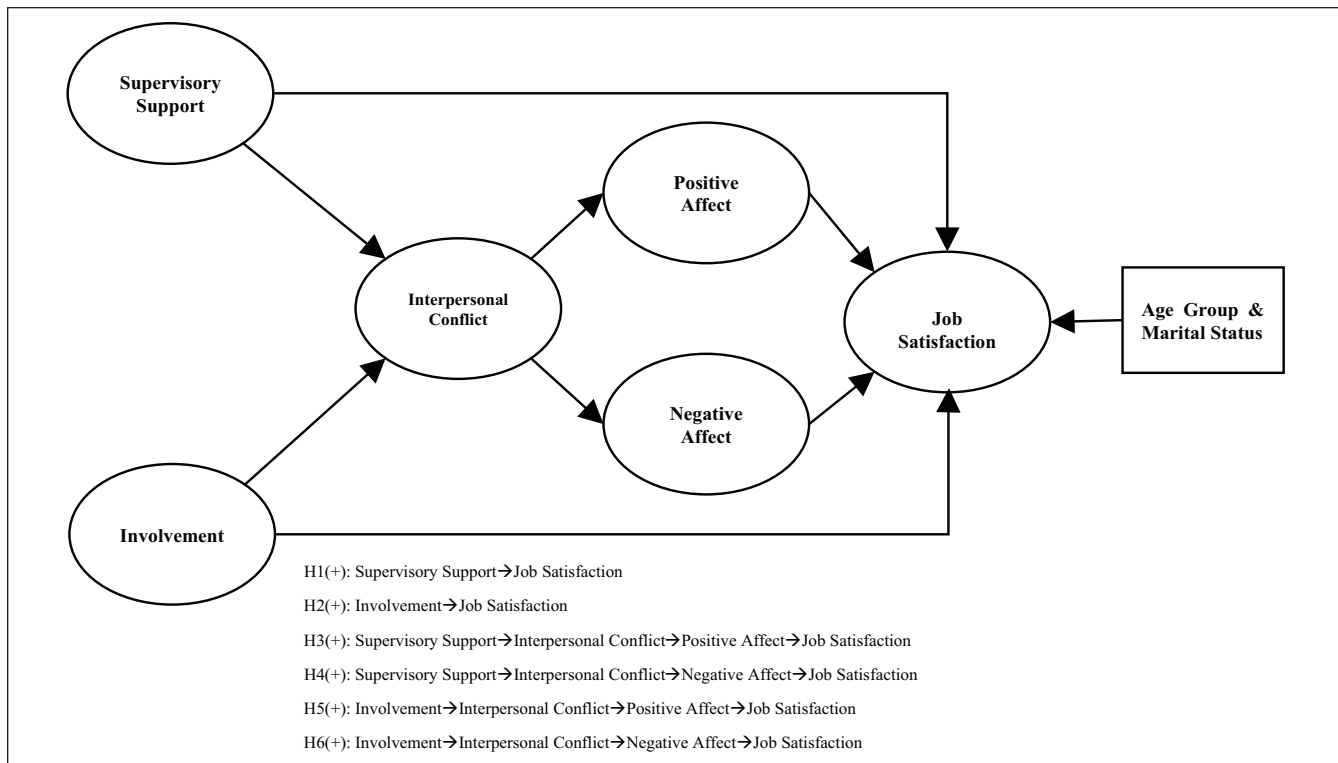 Supervisory
Support
Positive
Affect
Interpersonal
Conflict
Job
Satisfaction
Age Group &
Marital Status
Negative
Affect
Involvement
H1(+): Supervisory Support→Job Satisfaction
H2(+): Involvement→Job Satisfaction
H3(+): Supervisory Support→Interpersonal Conflict→Positive Affect→Job Satisfaction
H4(+): Supervisory Support→Interpersonal Conflict→Negative Affect→Job Satisfaction
H5(+): Involvement→Interpersonal Conflict→Positive Affect→Job Satisfaction
H6(+): Involvement→Interpersonal Conflict→Negative Affect→Job Satisfaction